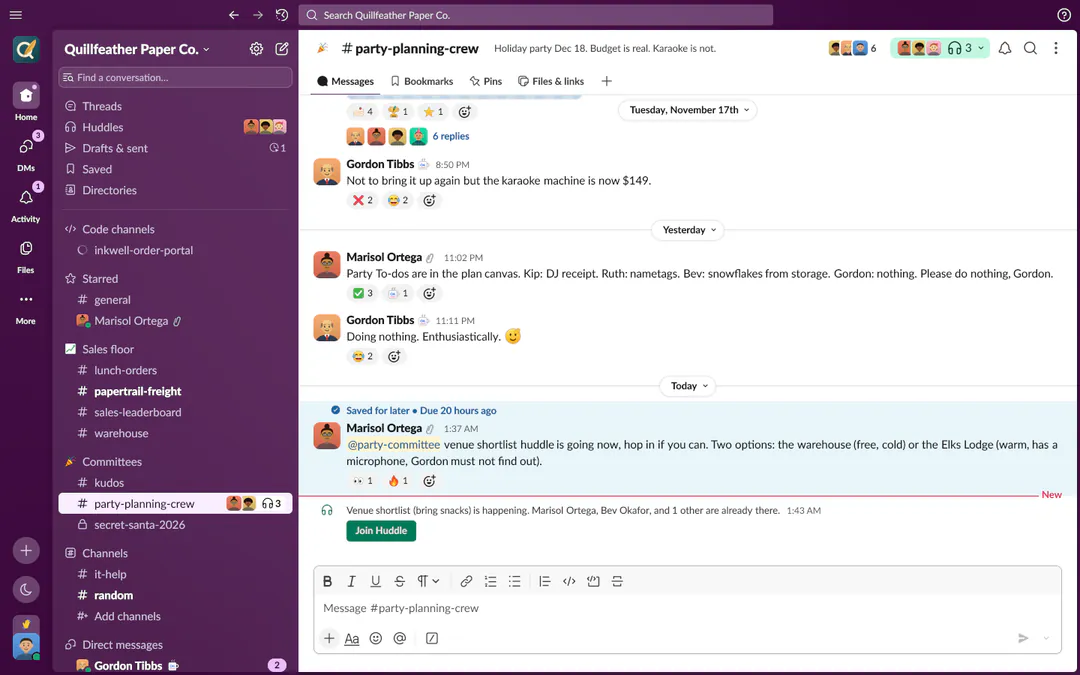 Search Quillfeather Paper Co.
Quillfeather Paper Co.
Find a conversation...
Home
3
DMs
1
Activity
Files
More
Threads
Huddles
Drafts & sent
1
Saved
Directories
Code channels
inkwell-order-portal
Starred
# general
Marisol Ortega
Sales floor
# lunch-orders
# papertrail-freight
# sales-leaderboard
# warehouse
Committees
# kudos
# party-planning-crew 3
secret-santa-2026
Channels
# it-help
# random
Add channels
Direct messages
Gordon Tibbs 2
# party-planning-crew
Holiday party Dec 18. Budget is real. Karaoke is not.
6
3
Messages
Bookmarks
Pins
Files & links
4 1 1
Tuesday, November 17th
6 replies
Gordon Tibbs 8:50 PM
Not to bring it up again but the karaoke machine is now $149.
2 2
Yesterday
Marisol Ortega 11:02 PM
Party To-dos are in the plan canvas. Kip: DJ receipt. Ruth: nametags. Bev: snowflakes from storage. Gordon: nothing. Please do nothing, Gordon.
3 1
Gordon Tibbs 11:11 PM
Doing nothing. Enthusiastically.
2
Today
Saved for later • Due 20 hours ago
Marisol Ortega 1:37 AM
@party-committee venue shortlist huddle is going now, hop in if you can. Two options: the warehouse (free, cold) or the Elks Lodge (warm, has a
microphone, Gordon must not find out).
1 1
New
Venue shortlist (bring snacks) is happening. Marisol Ortega, Bev Okafor, and 1 other are already there. 1:43 AM
Join Huddle
B I U S
Message #party-planning-crew
Aa